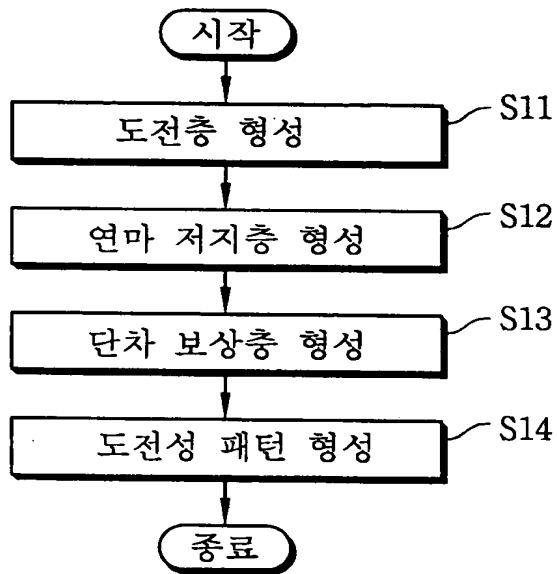 시작
도전층 형성
S11
연마 저지층 형성
S12
단차 보상층 형성
S13
도전성 패턴 형성
S14
종료